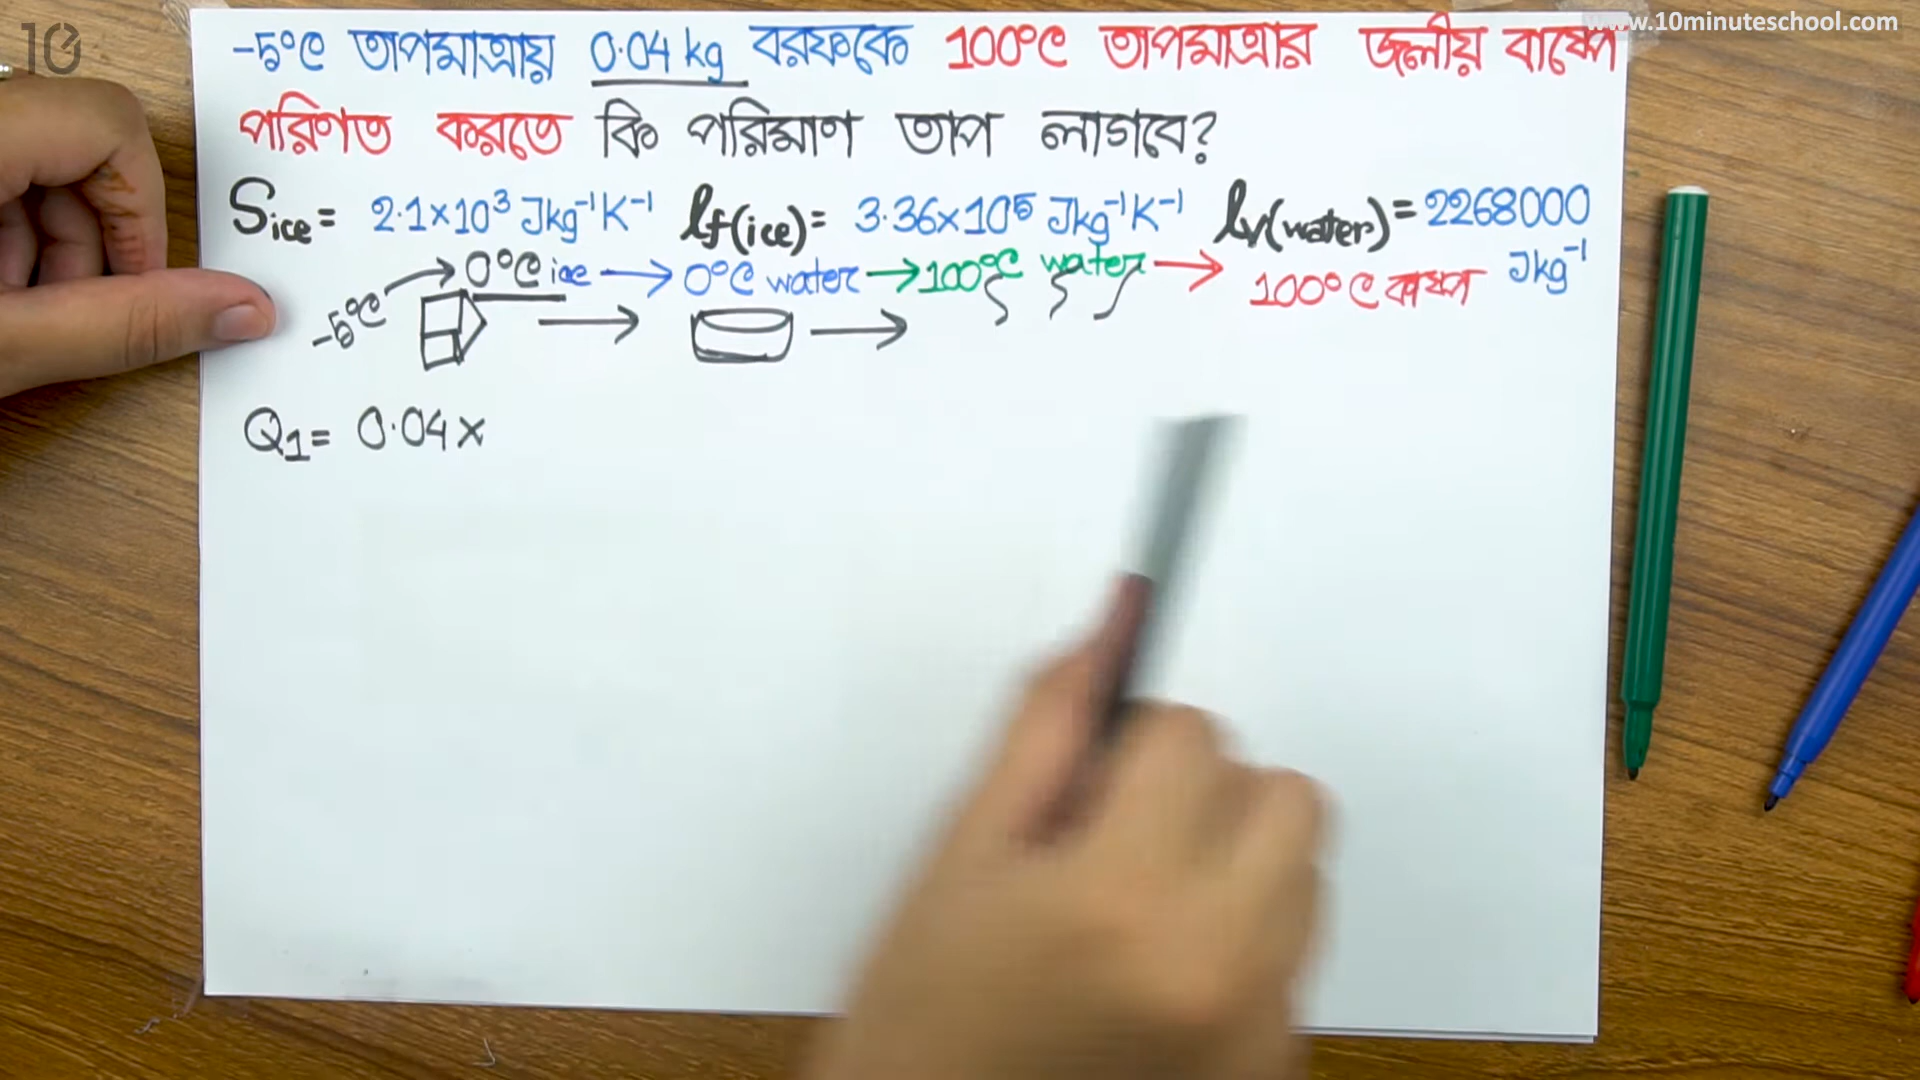 www.10minuteschool.com
10
-5°C তাপমাত্রায় 0.04 kg বরফকে 100°C তাপমাত্রার জলীয় বাষ্পে
পরিণত করতে কি পরিমাণ তাপ লাগবে?
Sice = 2.1×10³ Jkg⁻¹K⁻¹ lf(ice) = 3.36×10⁵ Jkg⁻¹K⁻¹ lv(water) = 2268000
Jkg⁻¹
-5°C → 0°C ice → 0°C water → 100°C water → 100°C বাষ্প
Q1 = 0.04 ×